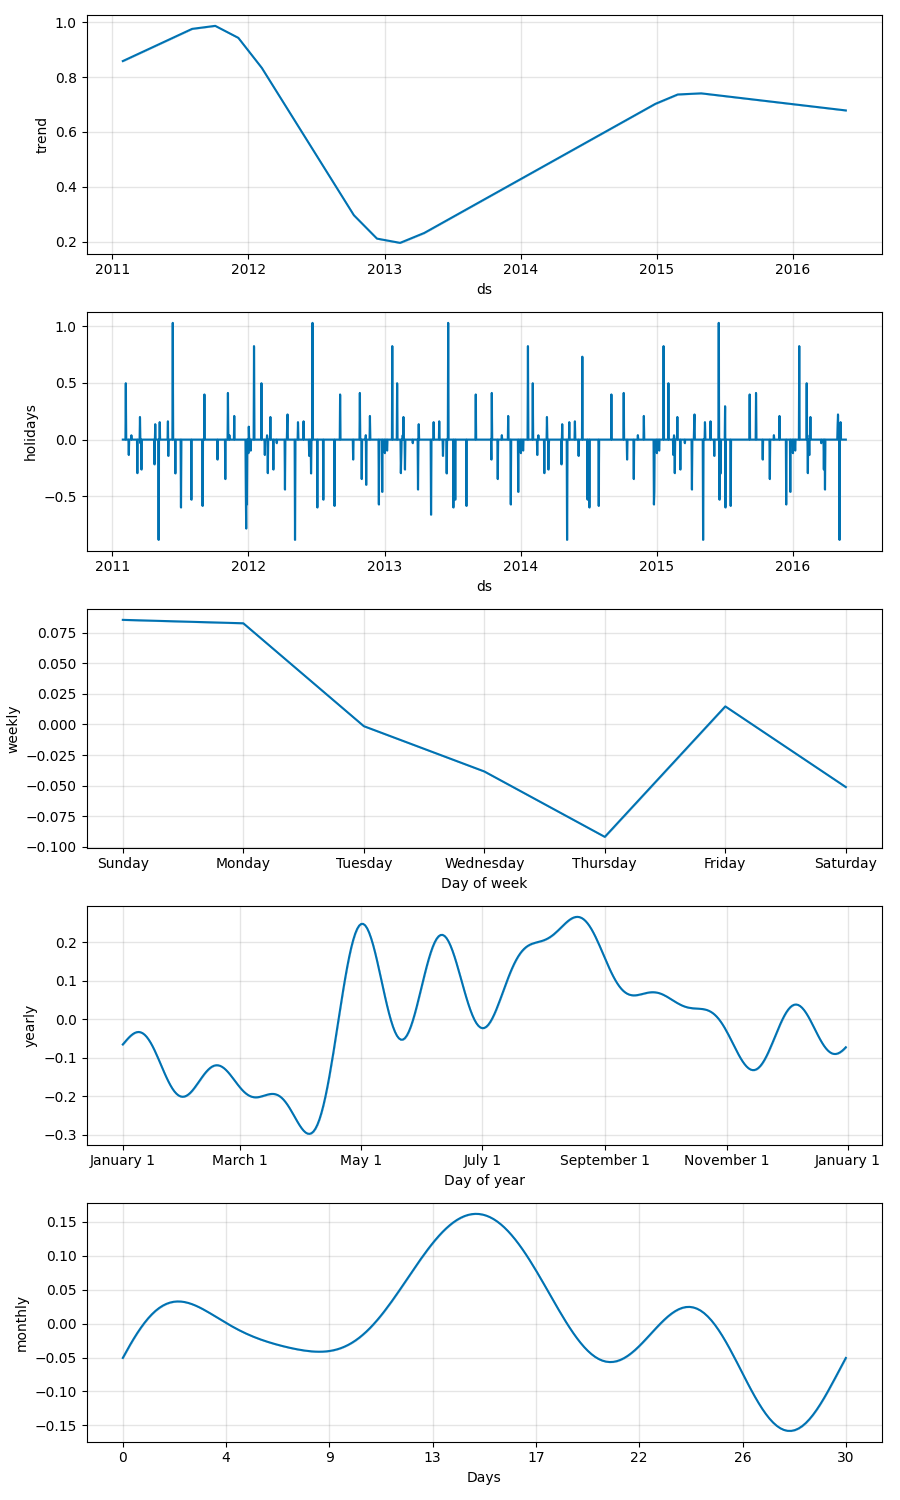 1.0
0.8
0.6
0.4
0.2
trend
2011 2012 2013 2014 2015 2016
ds
1.0
0.5
0.0
−0.5
holidays
2011 2012 2013 2014 2015 2016
ds
0.075
0.050
0.025
0.000
−0.025
−0.050
−0.075
−0.100
weekly
Sunday Monday Tuesday Wednesday Thursday Friday Saturday
Day of week
0.2
0.1
0.0
−0.1
−0.2
−0.3
yearly
January 1 March 1 May 1 July 1 September 1 November 1 January 1
Day of year
0.15
0.10
0.05
0.00
−0.05
−0.10
−0.15
monthly
0 4 9 13 17 22 26 30
Days